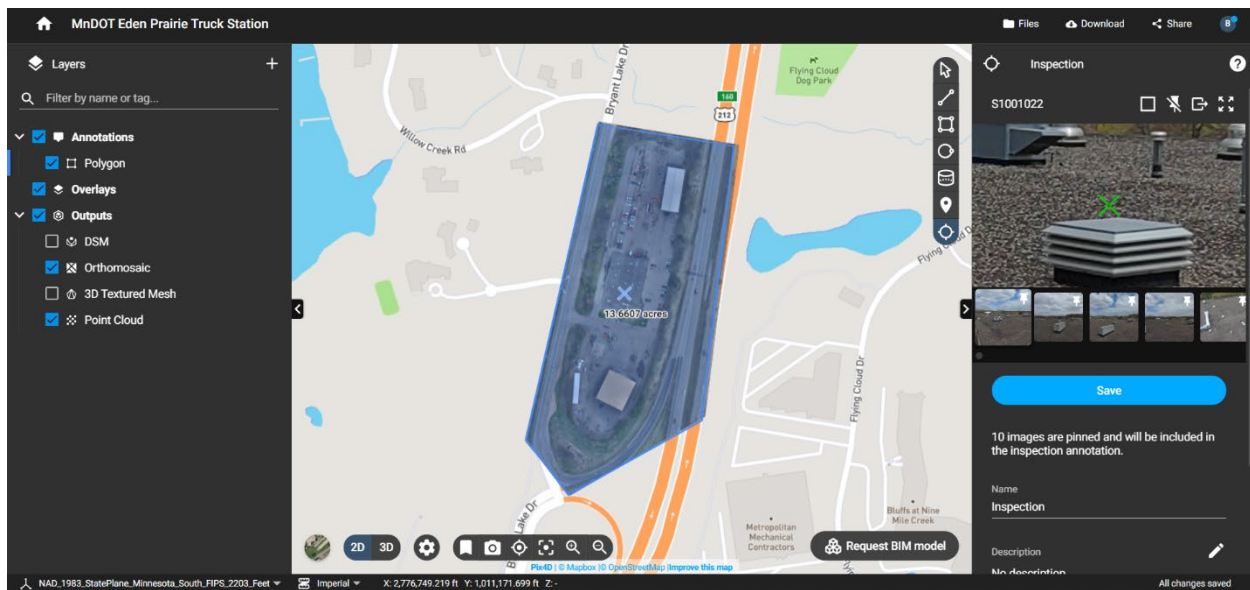 MnDOT Eden Prairie Truck Station
Files
Download
Share
B
Layers
+
Filter by name or tag...
Annotations
Polygon
Overlays
Outputs
DSM
Orthomosaic
3D Textured Mesh
Point Cloud
Bryant Lake Dr
Flying Cloud
Dog Park
160
212
Willow Creek Rd
Flying Cloud Dr
13.6607 acres
Flying Cloud Dr
Lake Dr
Bluffs at Nine
Mile Creek
Metropolitan
Mechanical
Contractors
2D
3D
Request BIM model
Pix4D | © Mapbox |© OpenStreetMap |Improve this map
Inspection
?
S1001022
Save
10 images are pinned and will be included in
the inspection annotation.
Name
Inspection
Description
No description
NAD_1983_StatePlane_Minnesota_South_FIPS_2203_Feet
Imperial
X: 2,776,749.219 ft Y: 1,011,171.699 ft Z: -
All changes saved